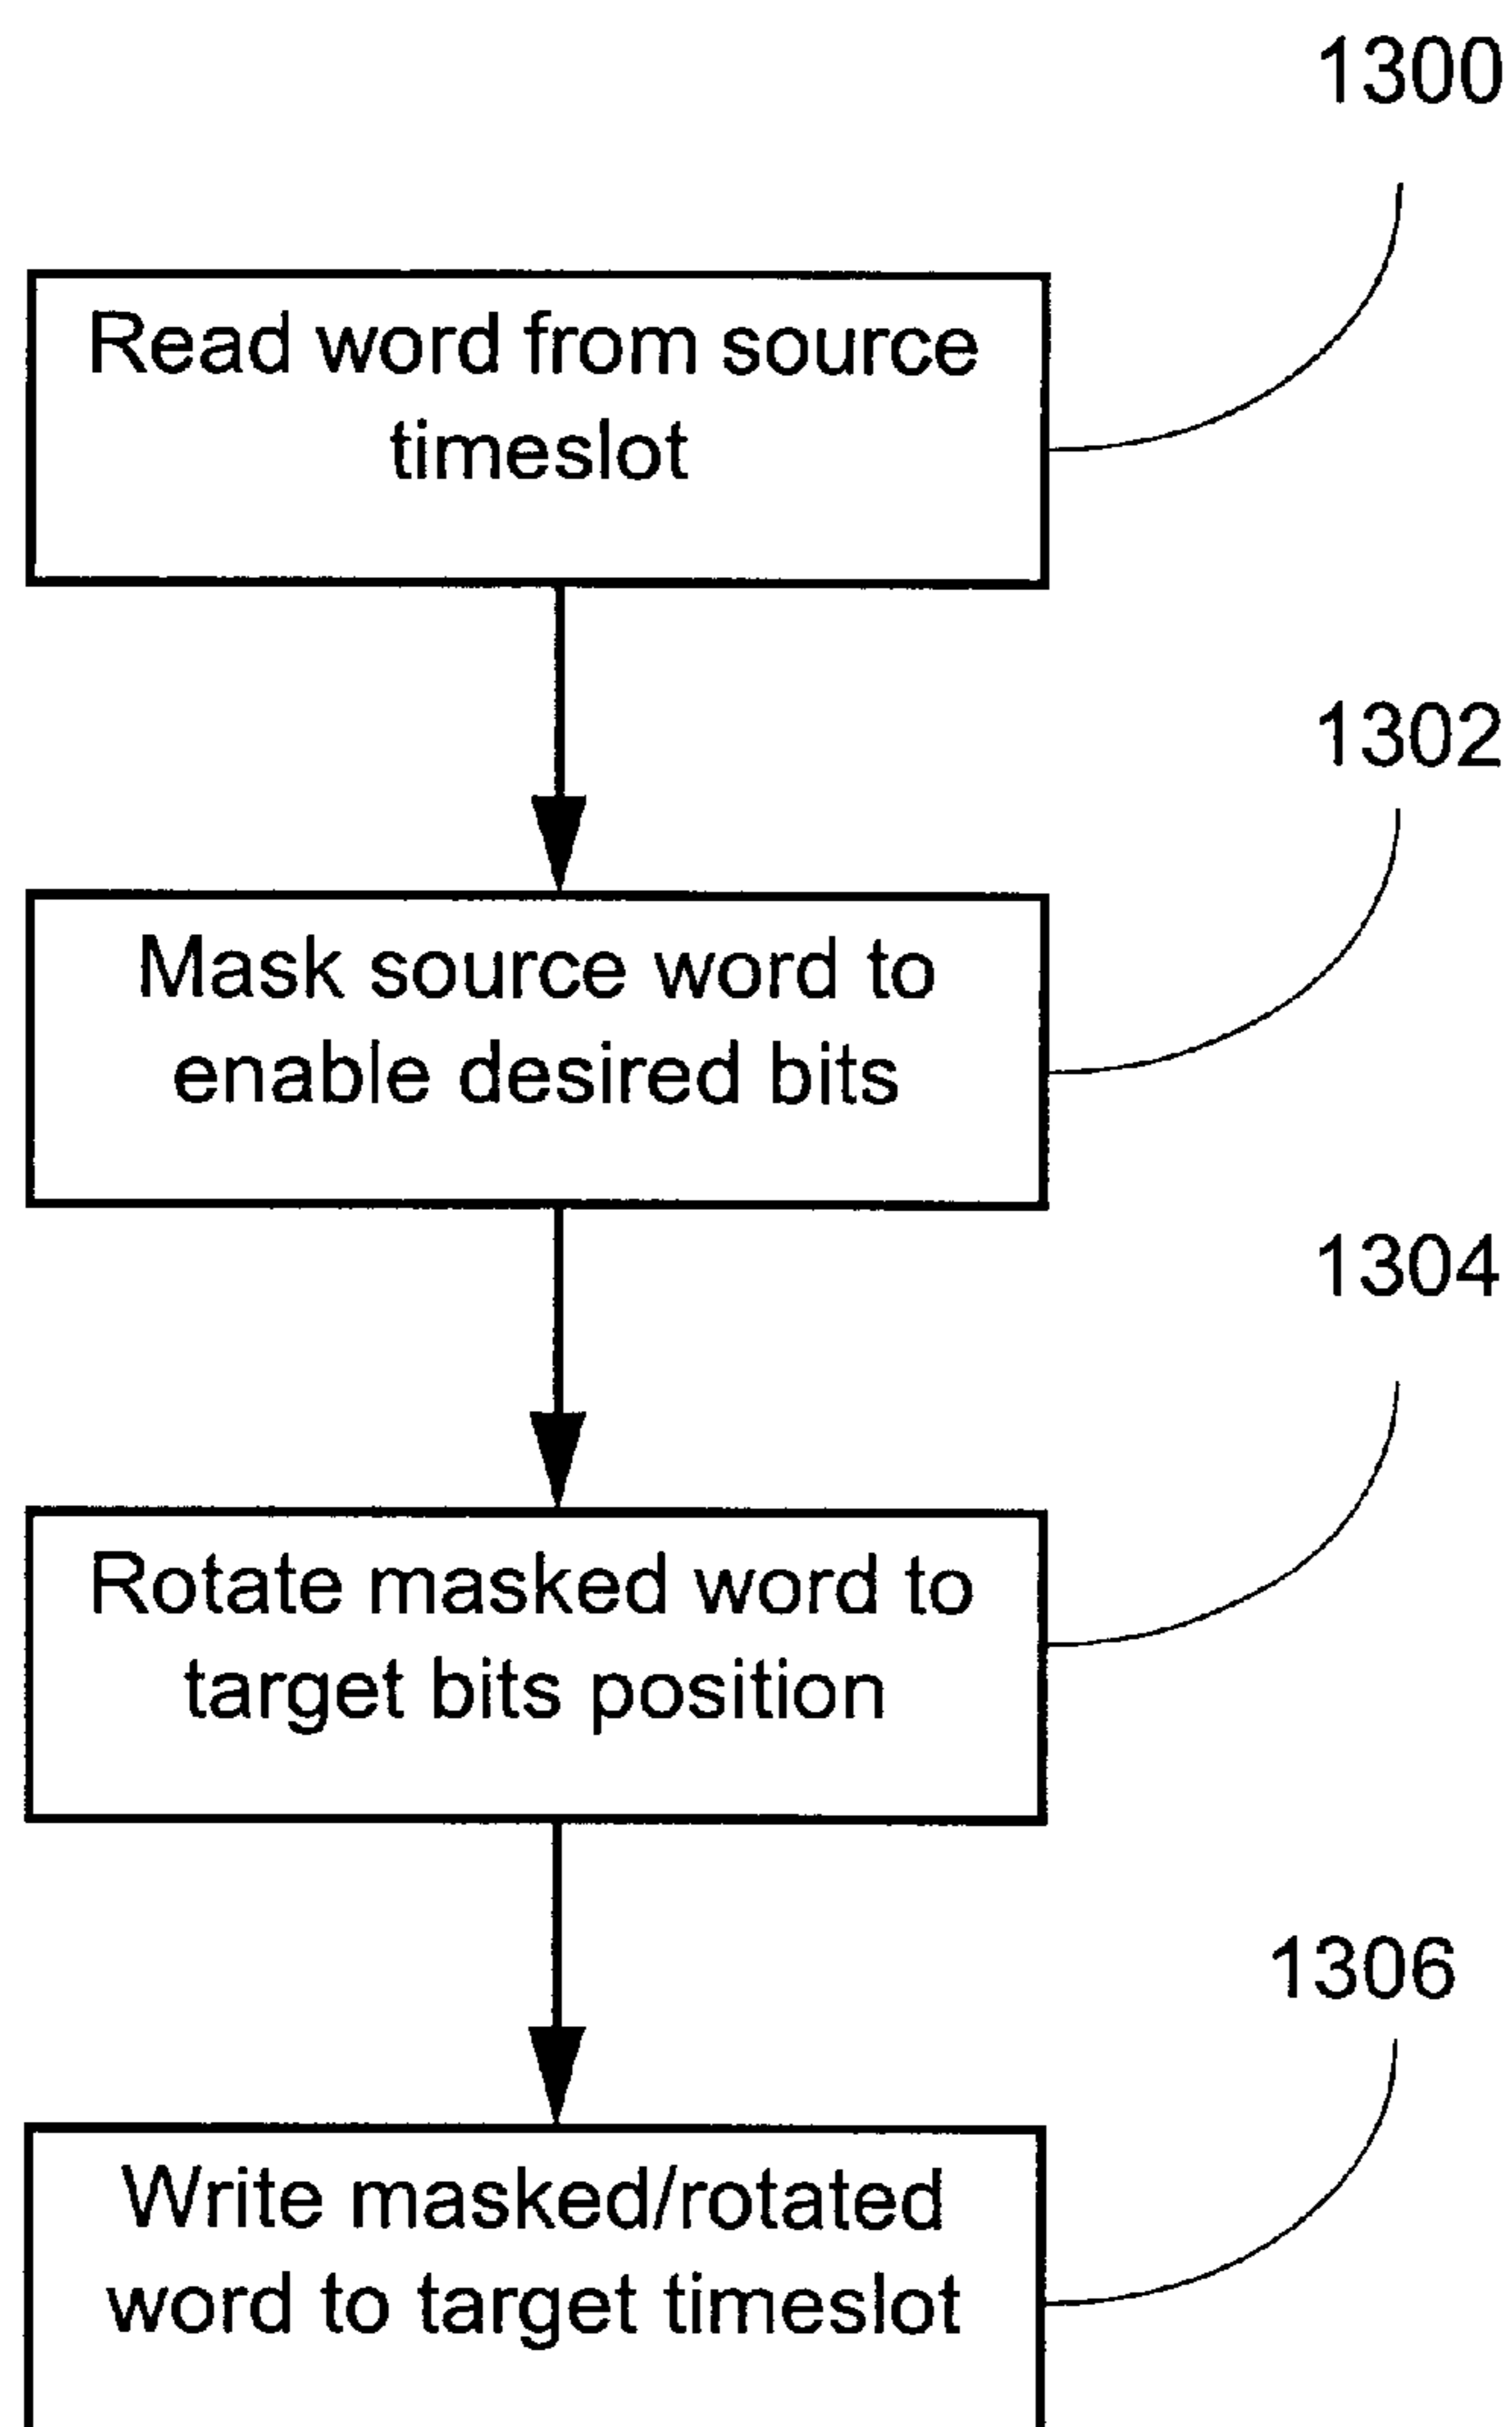 1300
Read word from source
timeslot
1302
Mask source word to
enable desired bits
1304
Rotate masked word to
target bits position
1306
Write masked/rotated
word to target timeslot